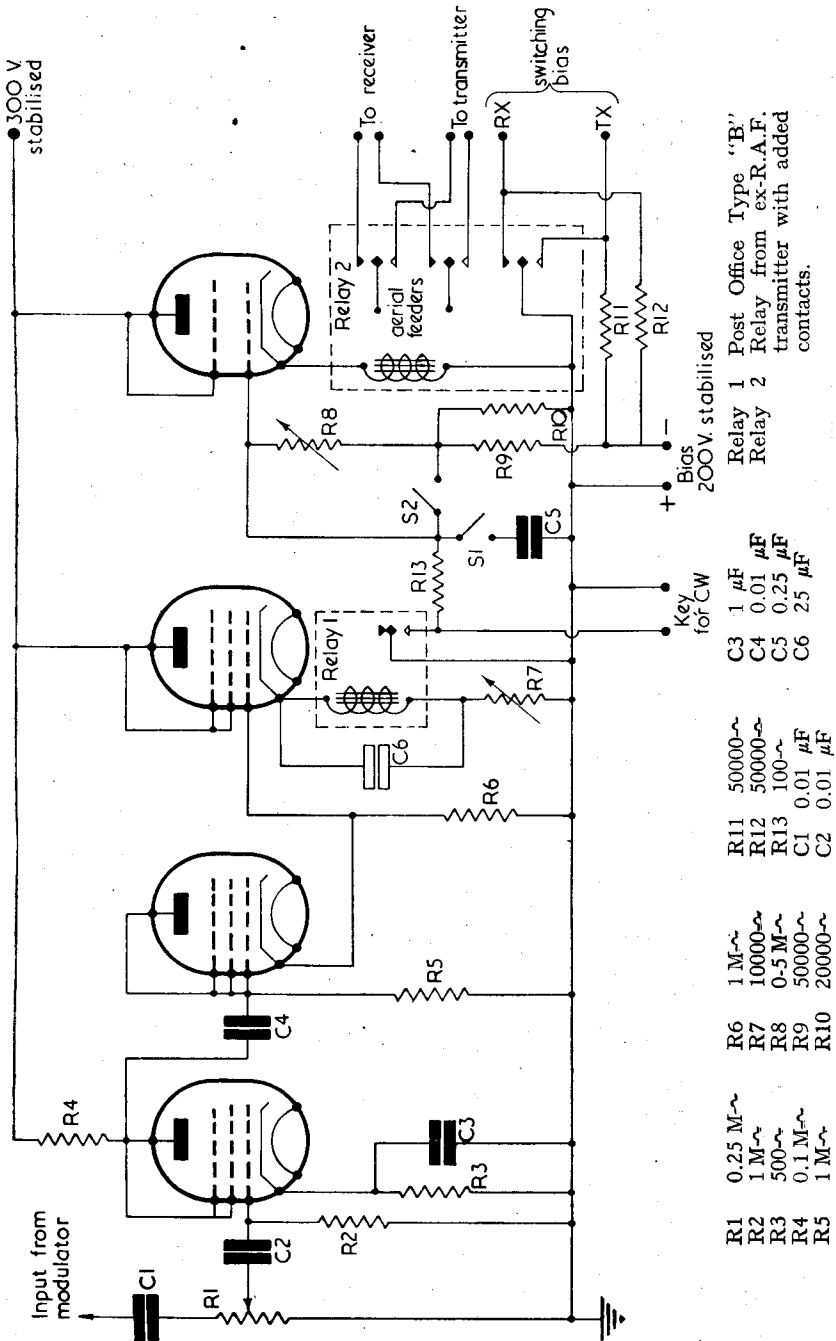 Input from
modulator
300 V.
stabilised
C1
R1
C2
R2
R4
R3
C3
C4
R5
R6
C6
Relay 1
R7
R13
S1
S2
C5
R8
R9
R10
Relay 2
aerial
feeders
R11
R12
To receiver
To transmitter
RX
switching
bias
TX
Key
for CW
+ −
Bias
200 V. stabilised
R1 0.25 M~
R2 1 M~
R3 500~
R4 0.1 M~
R5 1 M~
R6 1 M~
R7 10000~
R8 0-5 M~
R9 50000~
R10 20000~
R11 50000~
R12 50000~
R13 100~
C1 0.01 μF
C2 0.01 μF
C3 1 μF
C4 0.01 μF
C5 0.25 μF
C6 25 μF
Relay 1 Post Office Type "B"
Relay 2 Relay from ex-R.A.F.
transmitter with added
contacts.